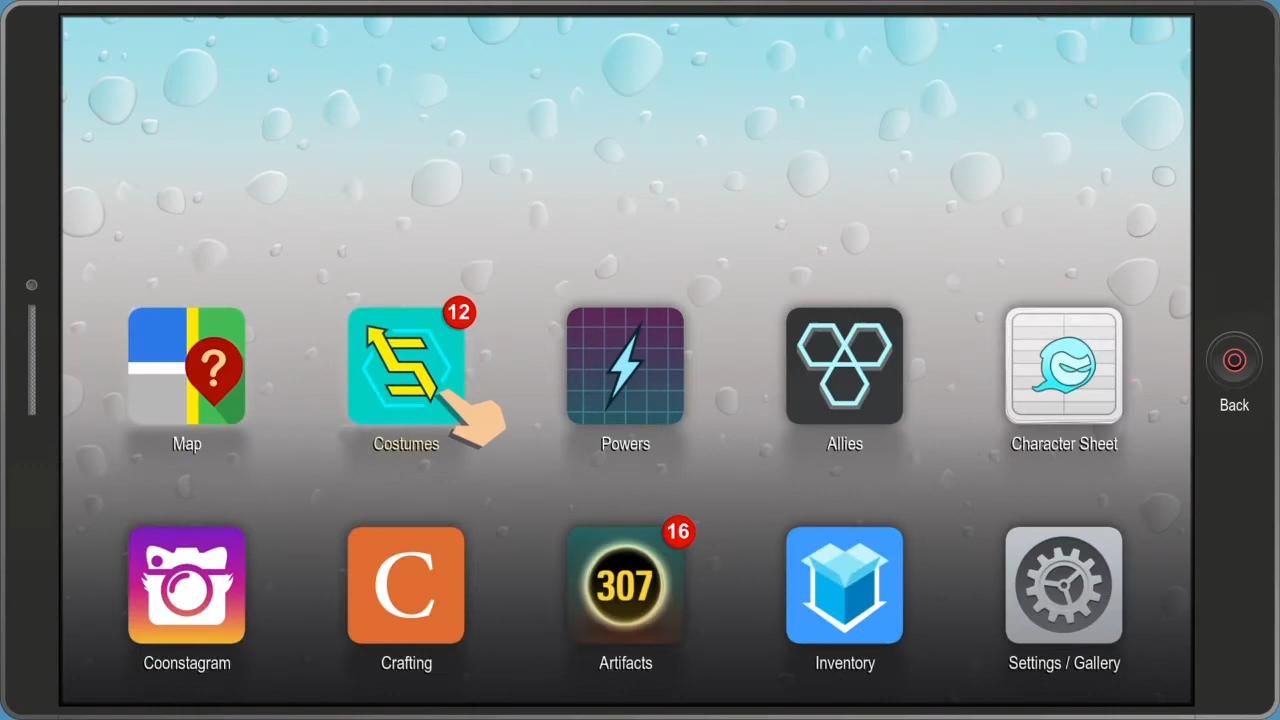 12
?
Map
Costumes
Powers
Allies
Character Sheet
Back
16
C
307
Coonstagram
Crafting
Artifacts
Inventory
Settings / Gallery